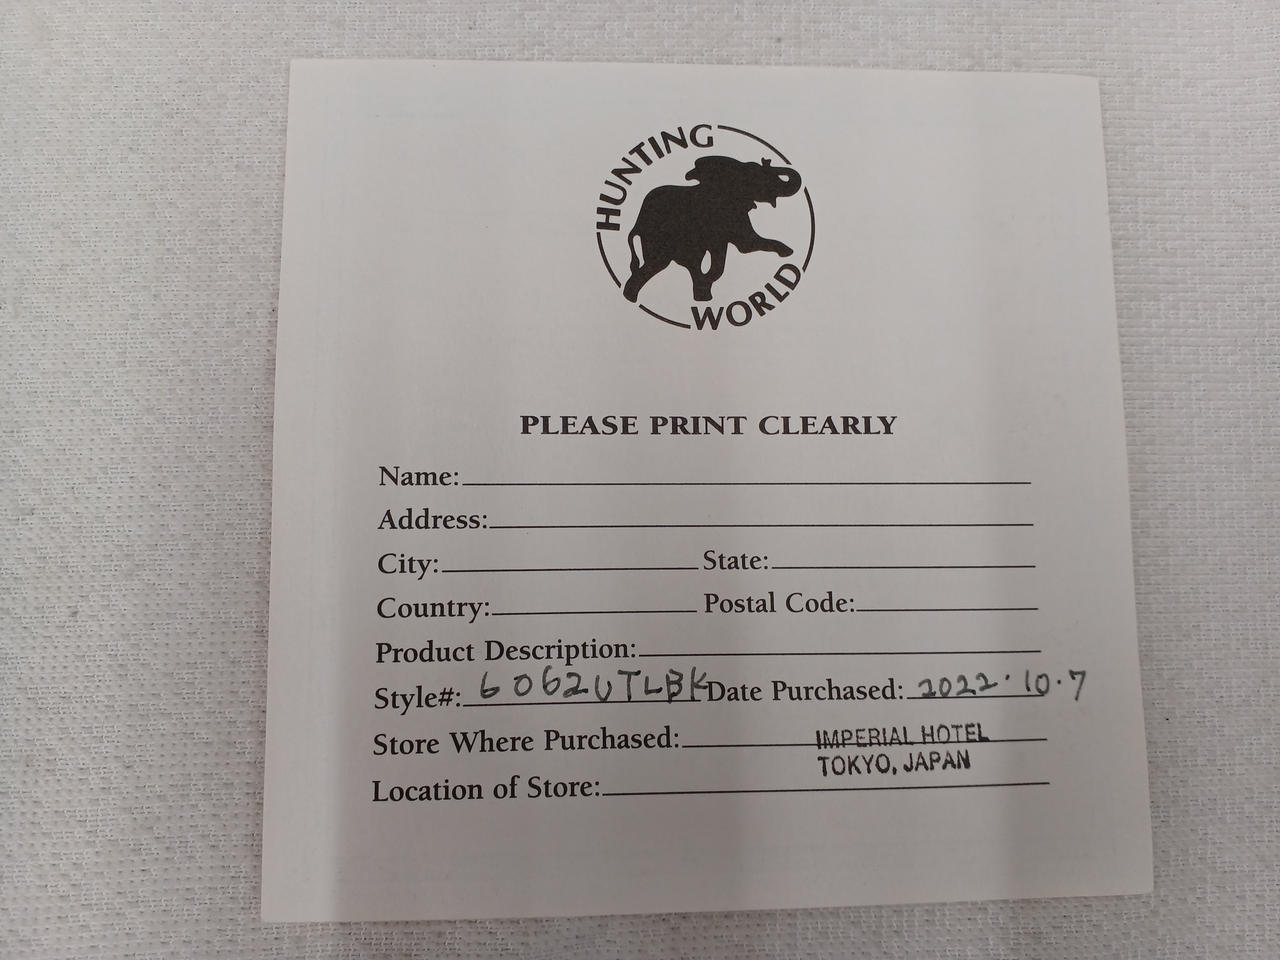 HUNTING
WORLD
PLEASE PRINT CLEARLY
Name:
Address:
City: State:
Country: Postal Code:
Product Description:
Style#: 6062UTLBK Date Purchased: 2022・10・7
Store Where Purchased: IMPERIAL HOTEL
TOKYO, JAPAN
Location of Store: